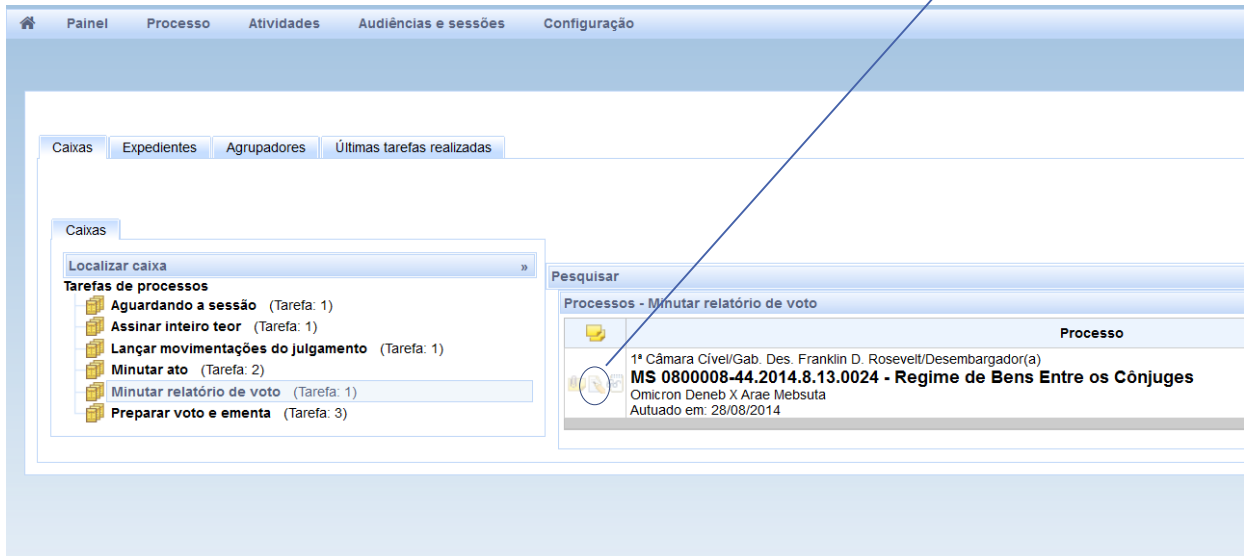 Painel Processo Atividades Audiências e sessões Configuração
Caixas Expedientes Agrupadores Últimas tarefas realizadas
Caixas
Localizar caixa »
Tarefas de processos
Aguardando a sessão (Tarefa: 1)
Assinar inteiro teor (Tarefa: 1)
Lançar movimentações do julgamento (Tarefa: 1)
Minutar ato (Tarefa: 2)
Minutar relatório de voto (Tarefa: 1)
Preparar voto e ementa (Tarefa: 3)
Pesquisar
Processos - Minutar relatório de voto
Processo
1ª Câmara Cível/Gab. Des. Franklin D. Rosevelt/Desembargador(a)
MS 0800008-44.2014.8.13.0024 - Regime de Bens Entre os Cônjuges
Omicron Deneb X Arae Mebsuta
Autuado em: 28/08/2014